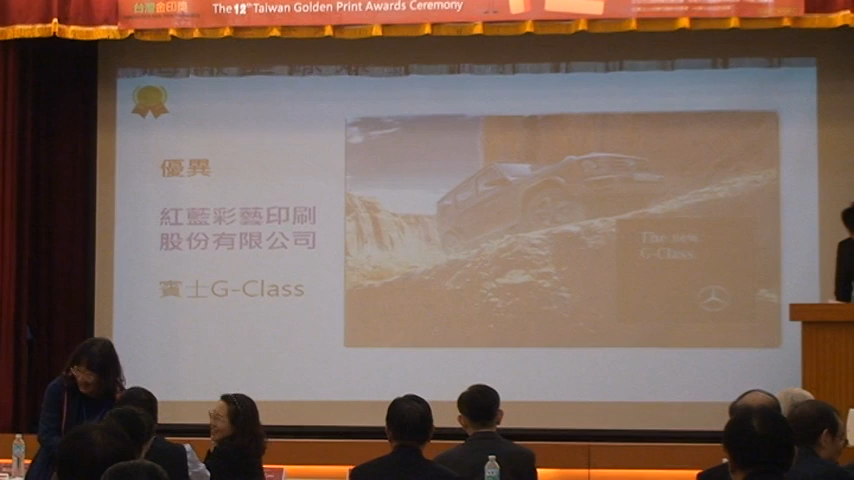 台灣金印獎
The 12th Taiwan Golden Print Awards Ceremony
優異
紅藍彩藝印刷
股份有限公司
賓士G-Class
The new
G-Class.